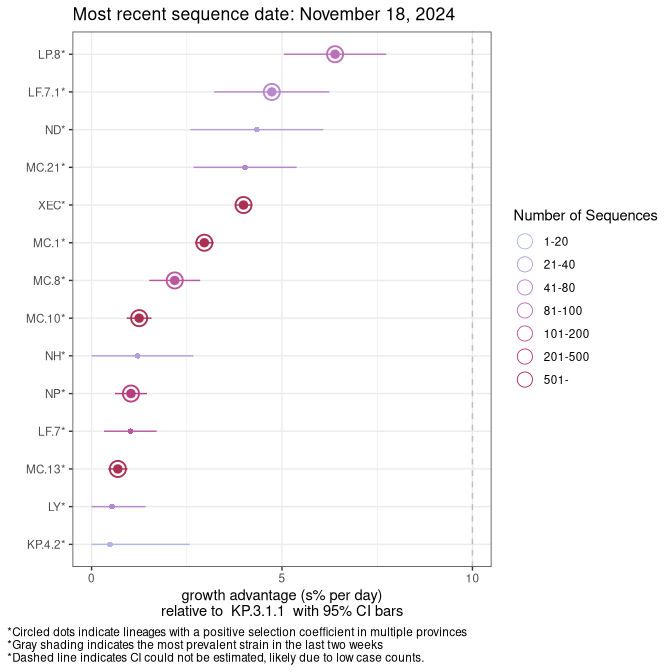 Most recent sequence date: November 18, 2024
LP.8*
LF.7.1*
ND*
MC.21*
XEC*
MC.1*
MC.8*
MC.10*
NH*
NP*
LF.7*
MC.13*
LY*
KP.4.2*
0 5 10
growth advantage (s% per day)
relative to KP.3.1.1 with 95% CI bars
Number of Sequences
1-20
21-40
41-80
81-100
101-200
201-500
501-
*Circled dots indicate lineages with a positive selection coefficient in multiple provinces
*Gray shading indicates the most prevalent strain in the last two weeks
*Dashed line indicates CI could not be estimated, likely due to low case counts.